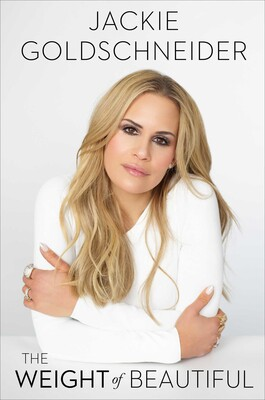 JACKIE
GOLDSCHNEIDER
THE
WEIGHT of BEAUTIFUL